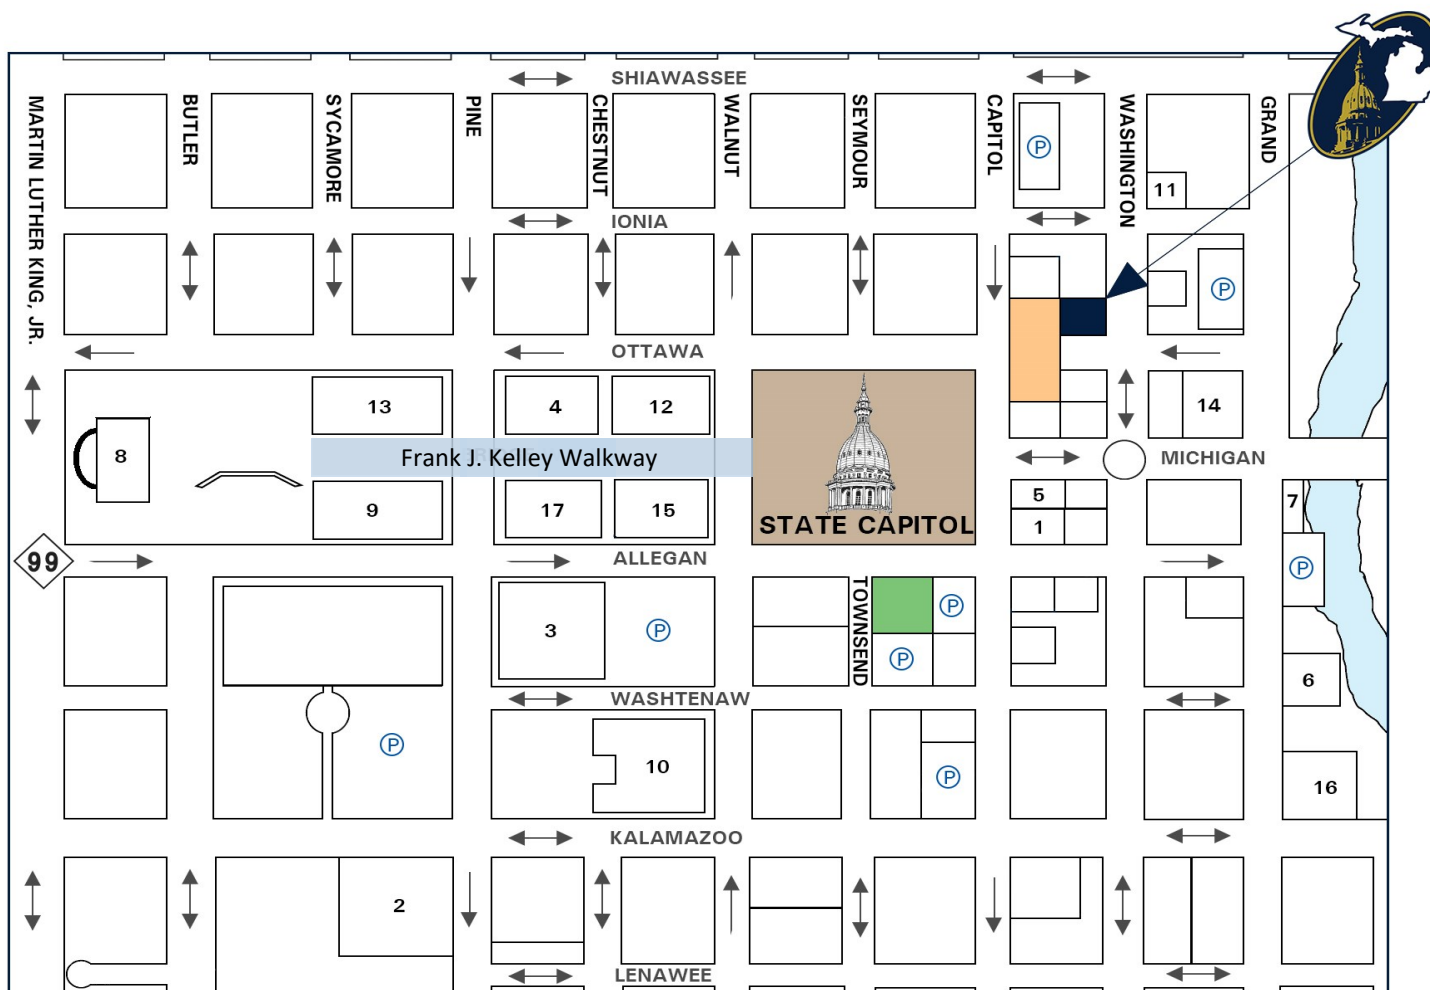 SHIAWASSEE
MARTIN LUTHER KING, JR.
BUTLER
SYCAMORE
PINE
CHESTNUT
WALNUT
SEYMOUR
CAPITOL
WASHINGTON
GRAND
P
11
IONIA
P
OTTAWA
13
4
12
14
8
Frank J. Kelley Walkway
MICHIGAN
9
17
15
STATE CAPITOL
5
1
7
99
ALLEGAN
TOWNSEND
P
P
3
P
P
6
WASHTENAW
P
10
P
16
KALAMAZOO
2
LENAWEE